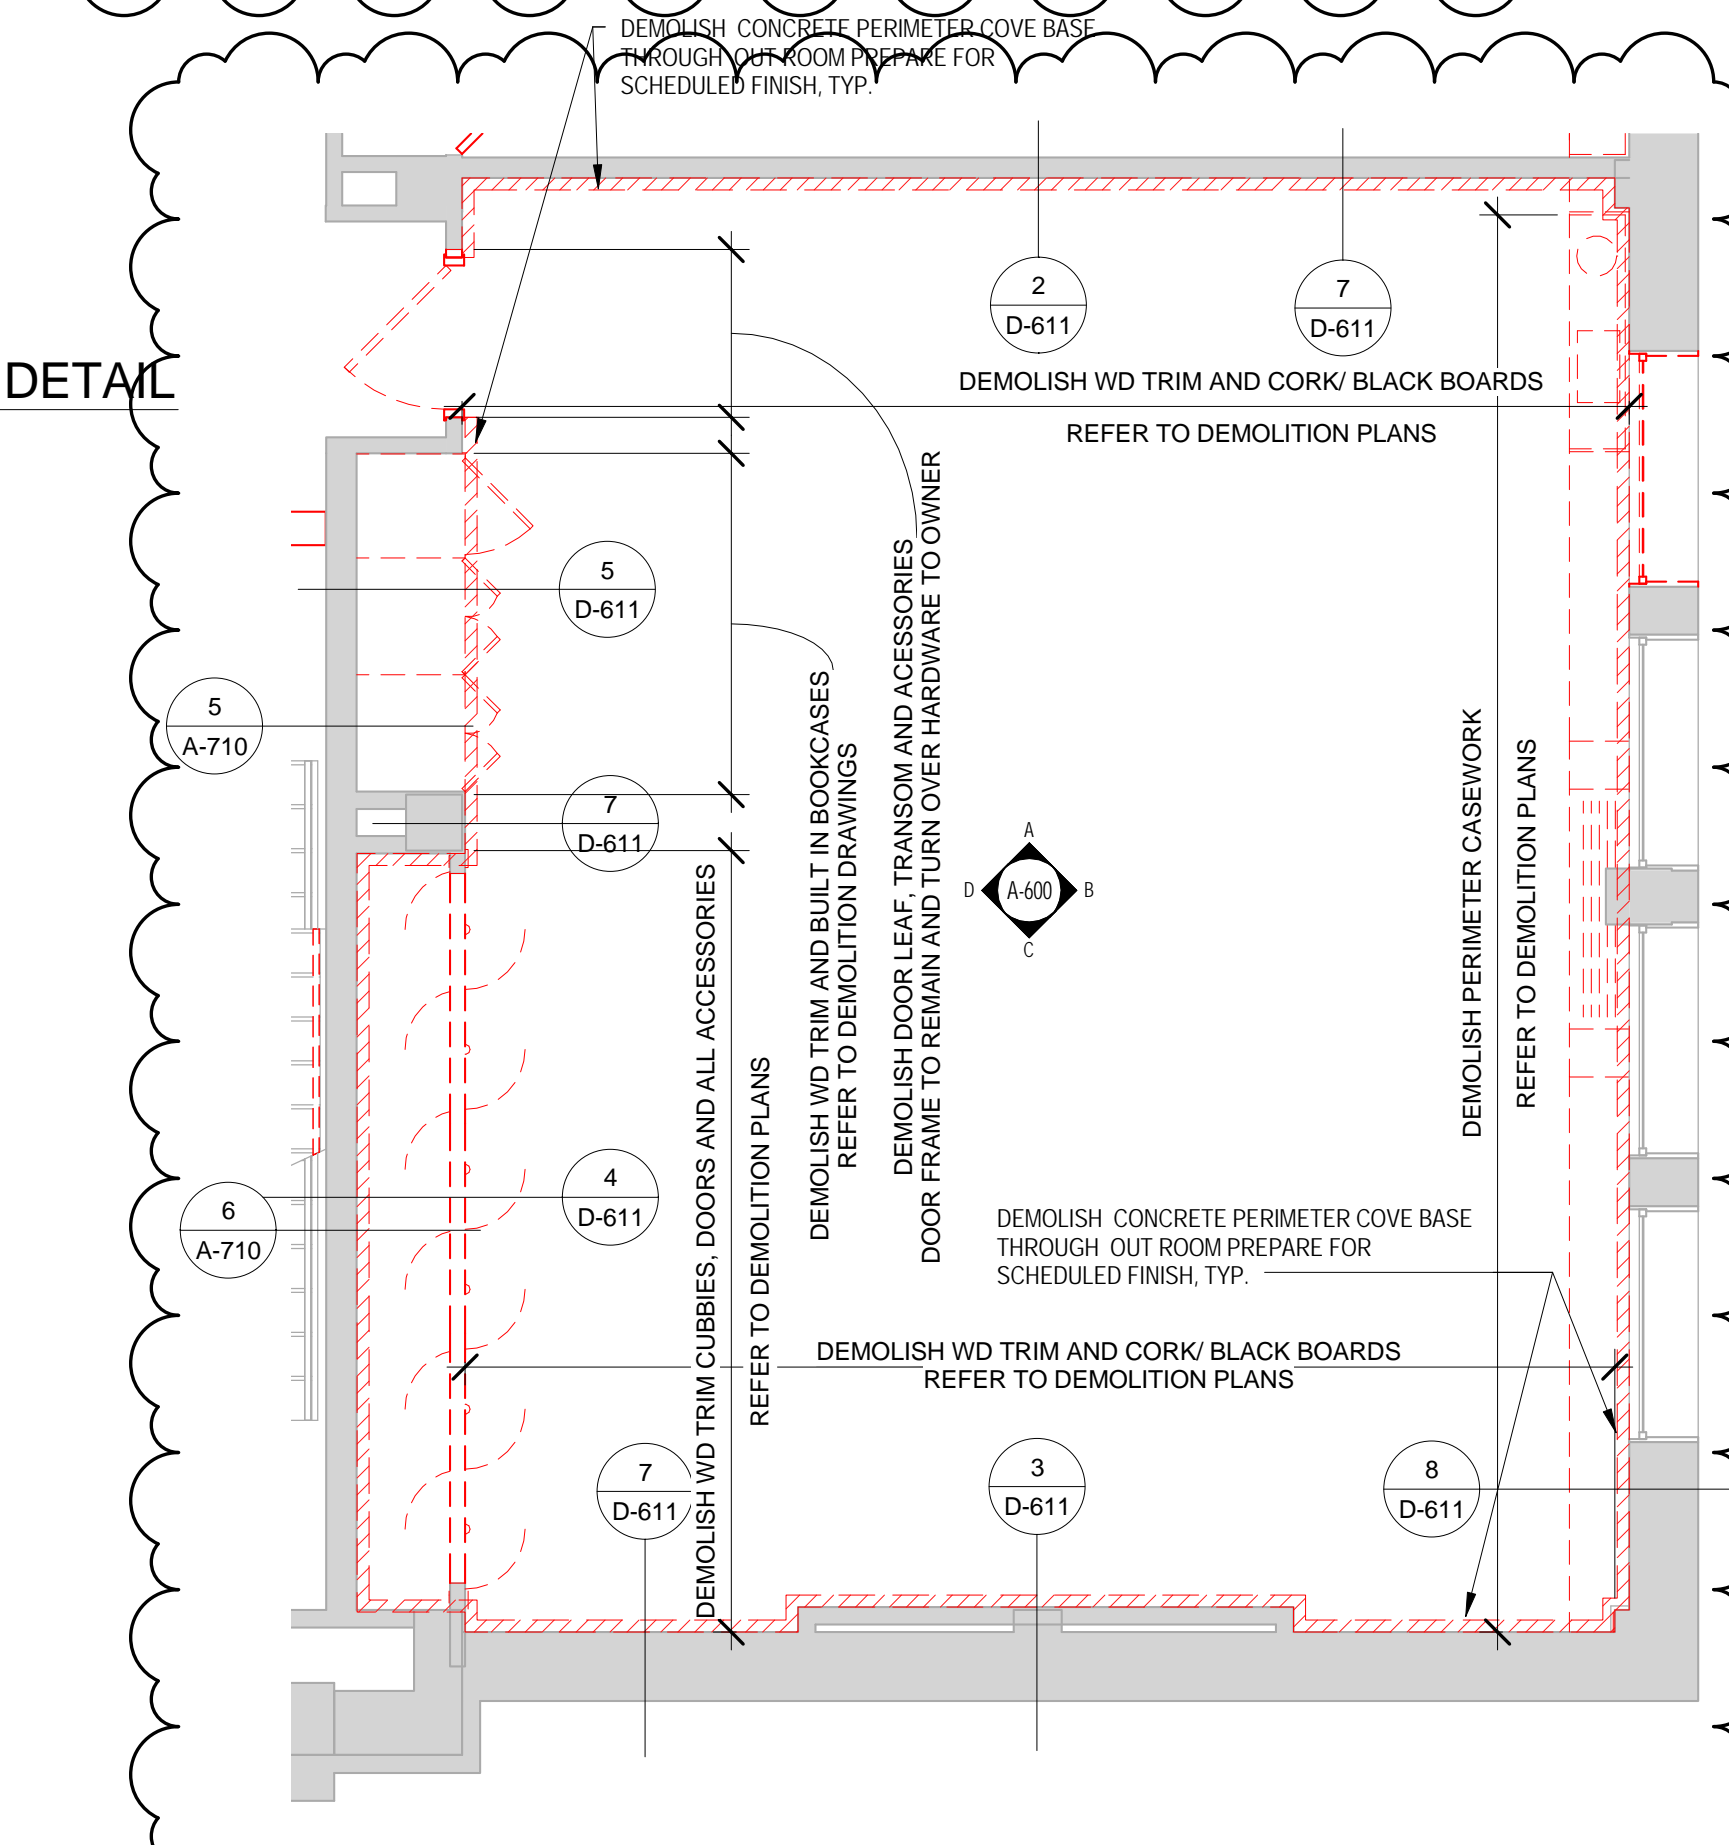 DEMOLISH CONCRETE PERIMETER COVE BASE
THROUGH OUT ROOM PREPARE FOR
SCHEDULED FINISH, TYP.
2
D-611
7
D-611
DETAIL
DEMOLISH WD TRIM AND CORK/ BLACK BOARDS
REFER TO DEMOLITION PLANS
5
D-611
5
A-710
7
D-611
DEMOLISH WD TRIM AND BUILT IN BOOKCASES
REFER TO DEMOLITION DRAWINGS
DEMOLISH DOOR LEAF, TRANSOM AND ACESSORIES
DOOR FRAME TO REMAIN AND TURN OVER HARDWARE TO OWNER
DEMOLISH PERIMETER CASEWORK
REFER TO DEMOLITION PLANS
A
D
A-600
B
C
DEMOLISH WD TRIM CUBBIES, DOORS AND ALL ACCESSORIES
REFER TO DEMOLITION PLANS
4
D-611
6
A-710
DEMOLISH CONCRETE PERIMETER COVE BASE
THROUGH OUT ROOM PREPARE FOR
SCHEDULED FINISH, TYP.
DEMOLISH WD TRIM AND CORK/ BLACK BOARDS
REFER TO DEMOLITION PLANS
7
D-611
3
D-611
8
D-611